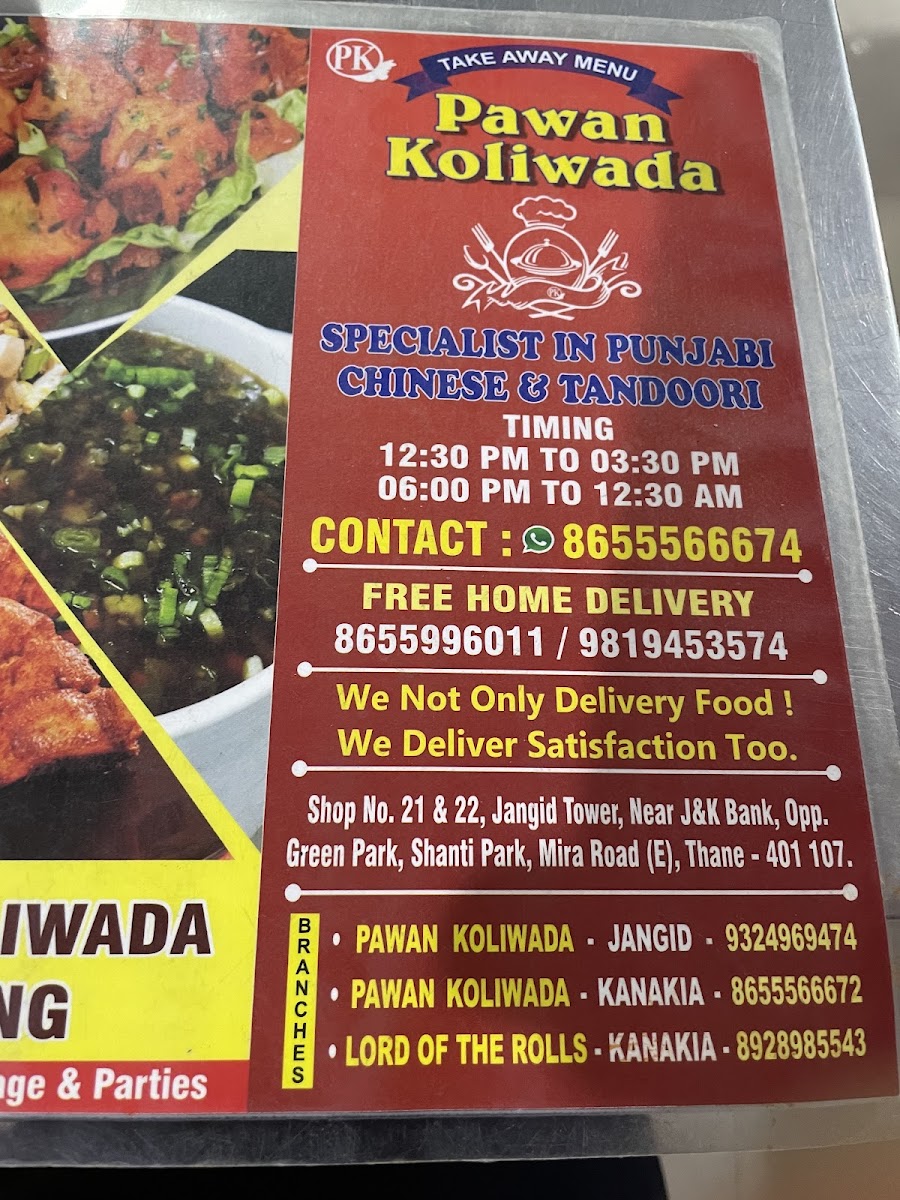 PK
TAKE AWAY MENU
Pawan
Koliwada
PK
SPECIALIST IN PUNJABI
CHINESE & TANDOORI
TIMING
12:30 PM TO 03:30 PM
06:00 PM TO 12:30 AM
CONTACT : 8655566674
FREE HOME DELIVERY
8655996011 / 9819453574
We Not Only Delivery Food !
We Deliver Satisfaction Too.
Shop No. 21 & 22, Jangid Tower, Near J&K Bank, Opp.
Green Park, Shanti Park, Mira Road (E), Thane - 401 107.
BRANCHES
• PAWAN KOLIWADA - JANGID - 9324969474
• PAWAN KOLIWADA - KANAKIA - 8655566672
• LORD OF THE ROLLS - KANAKIA - 8928985543
LIWADA
NG
age & Parties